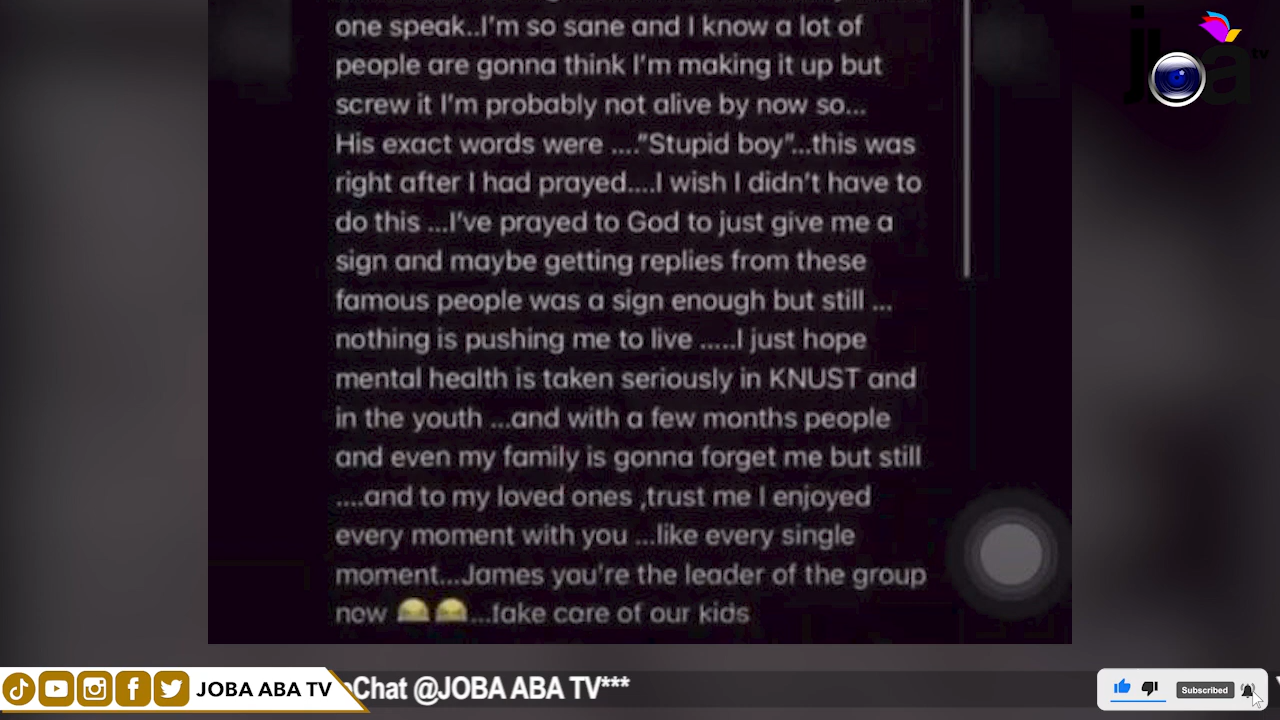 one speak..I'm so sane and I know a lot of
people are gonna think I'm making it up but
screw it I'm probably not alive by now so...
His exact words were ...."Stupid boy"...this was
right after I had prayed....I wish I didn't have to
do this ...I've prayed to God to just give me a
sign and maybe getting replies from these
famous people was a sign enough but still ...
nothing is pushing me to live .....I just hope
mental health is taken seriously in KNUST and
in the youth ...and with a few months people
and even my family is gonna forget me but still
....and to my loved ones ,trust me I enjoyed
every moment with you ...like every single
moment...James you're the leader of the group
now 😂😂...take care of our kids
JOBA ABA TV
Chat @JOBA ABA TV***
Subscribed